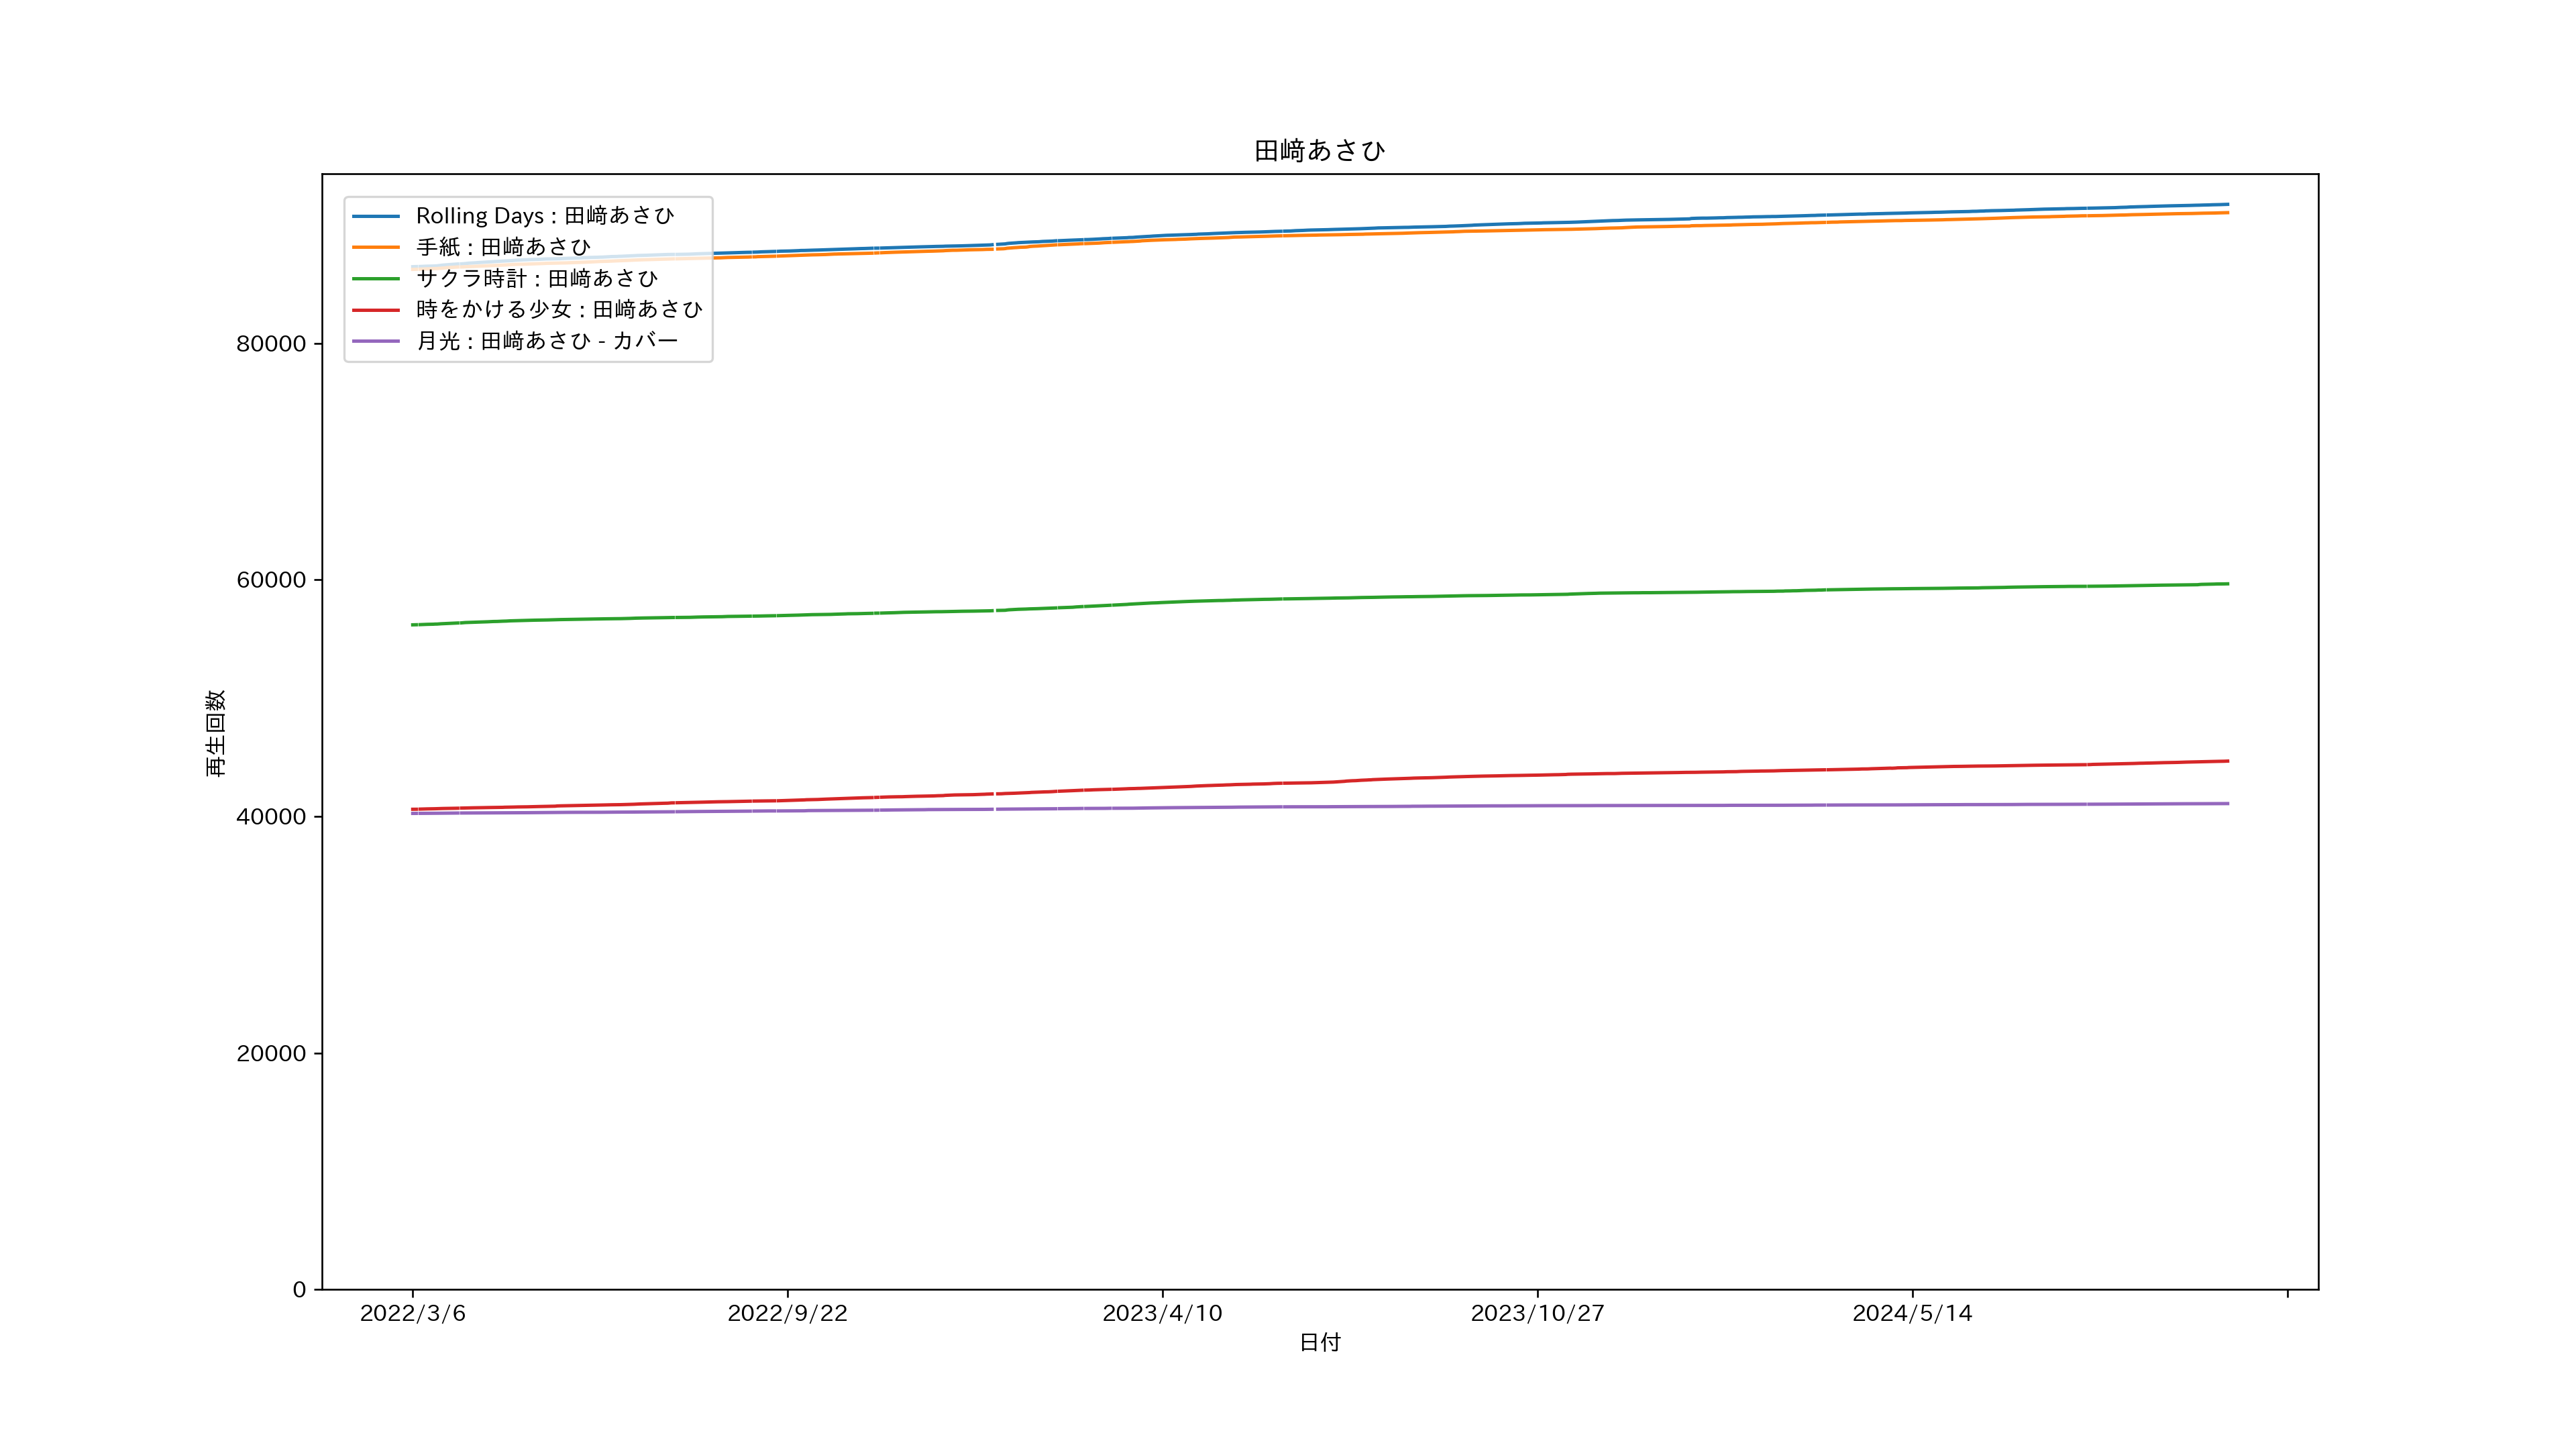 田﨑あさひ
Rolling Days : 田﨑あさひ
手紙 : 田﨑あさひ
サクラ時計 : 田﨑あさひ
時をかける少女 : 田﨑あさひ
月光 : 田﨑あさひ - カバー
80000
60000
40000
20000
0
再生回数
2022/3/6
2022/9/22
2023/4/10
2023/10/27
2024/5/14
日付